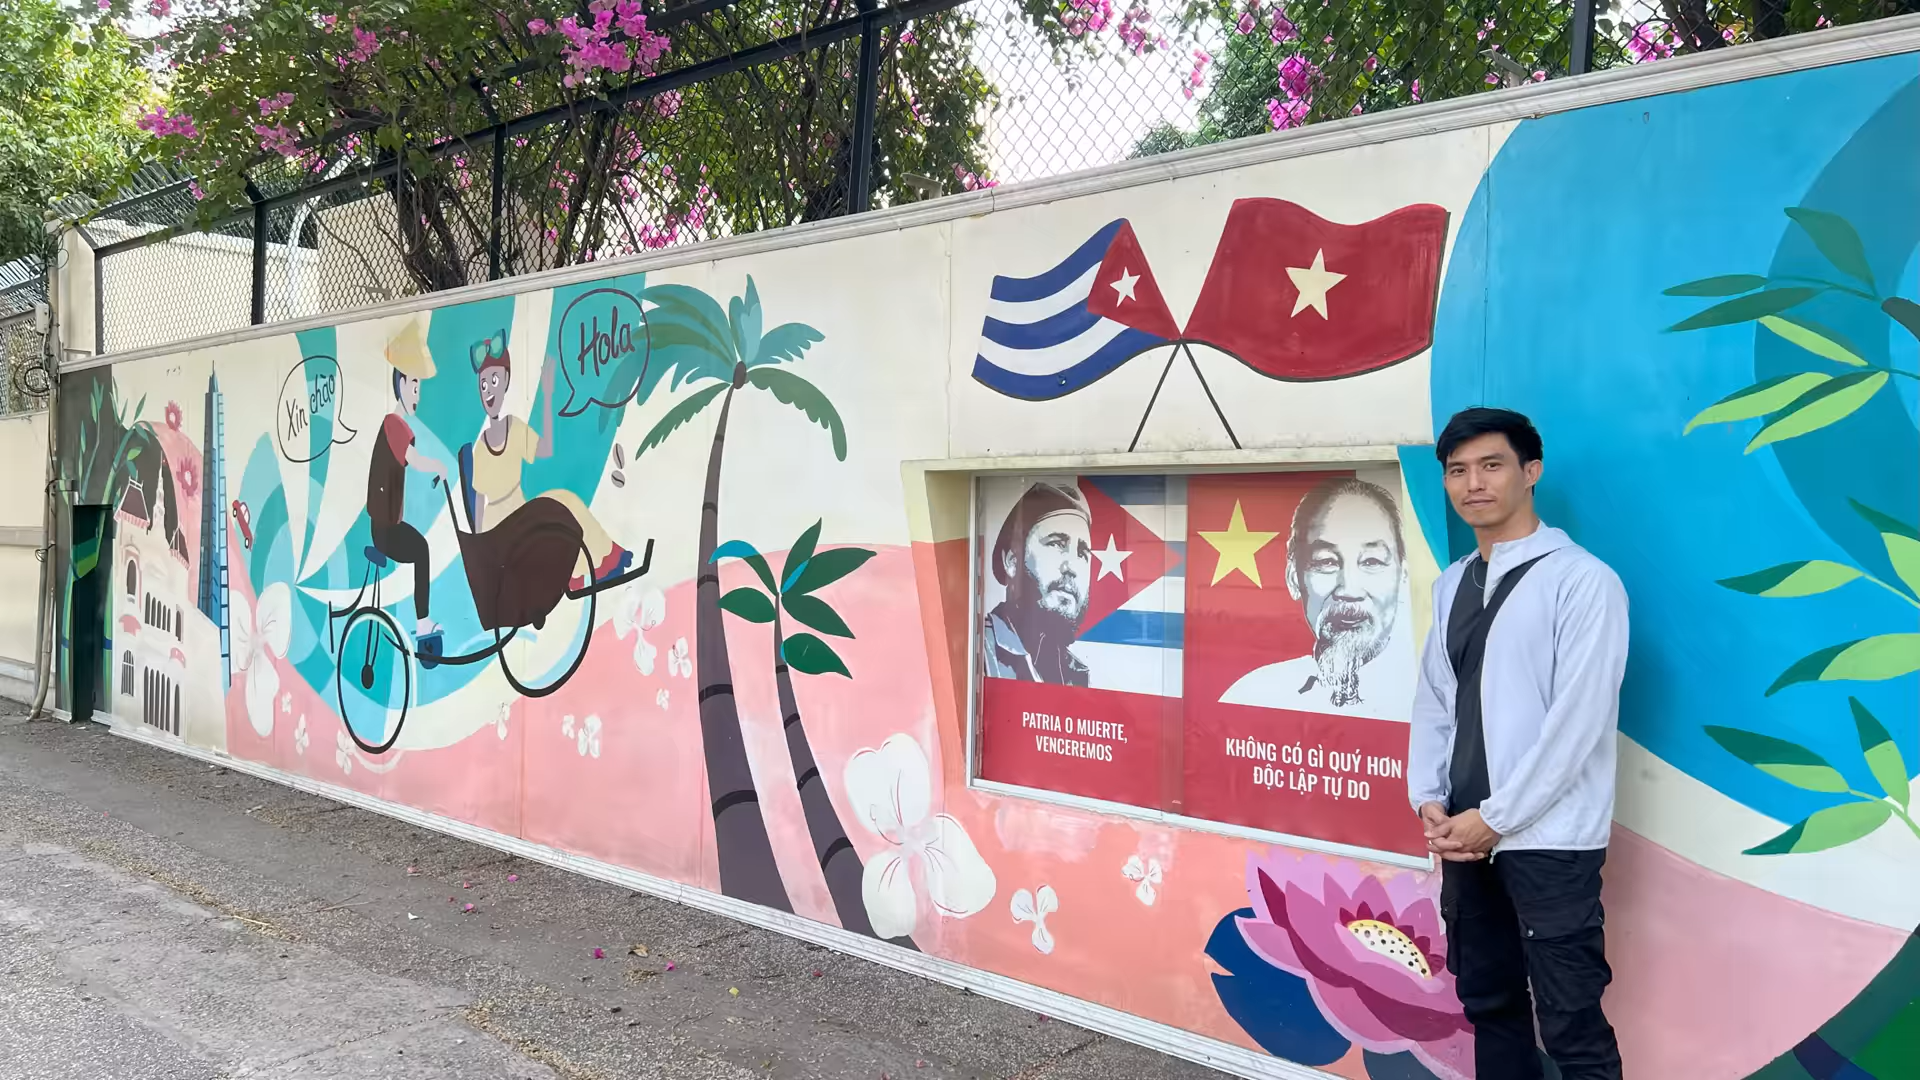 Xin chào
Hola
PATRIA O MUERTE,
VENCEREMOS
KHÔNG CÓ GÌ QUÝ HƠN
ĐỘC LẬP TỰ DO